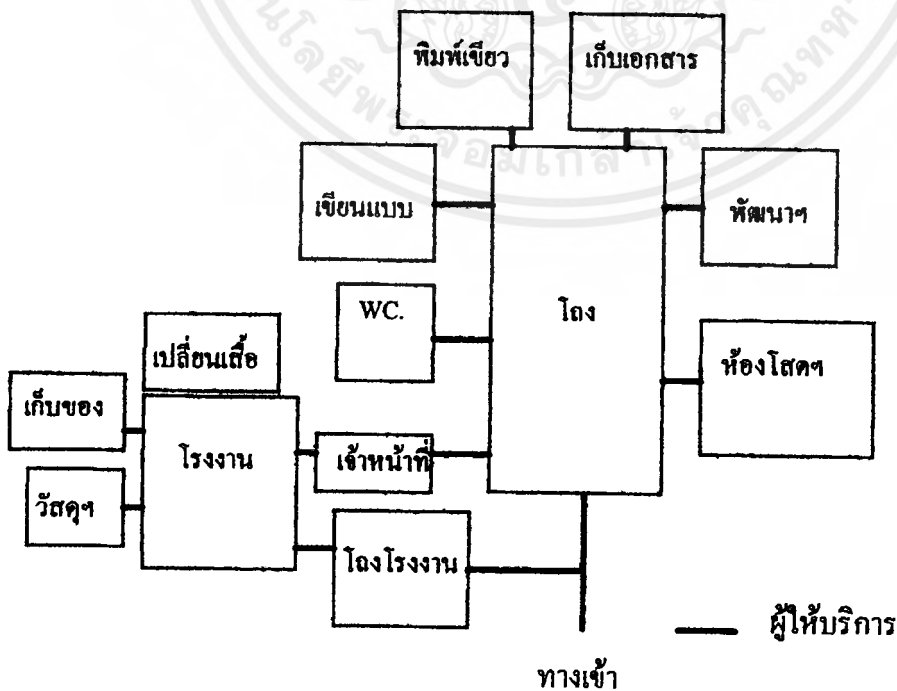 พิมพ์เขียว
เก็บเอกสาร
เขียนแบบ
พัฒนาฯ
WC.
โถง
ห้องโสตฯ
เปลี่ยนเสื้อ
เก็บของ
โรงงาน
เจ้าหน้าที่
วัสดุฯ
โถงโรงงาน
ผู้ให้บริการ
ทางเข้า